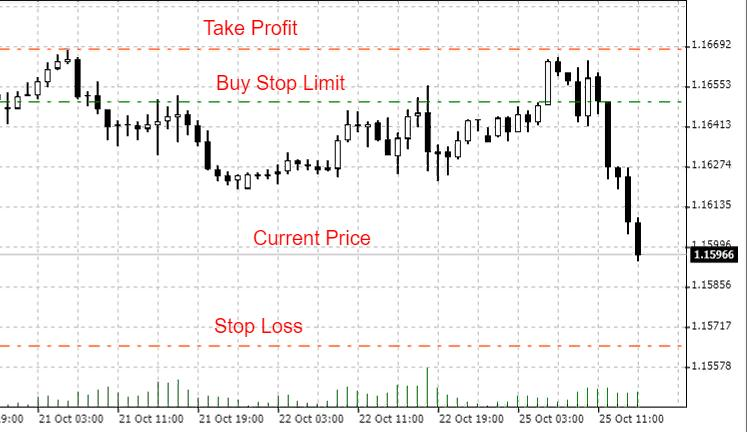 Take Profit
1.16692
Buy Stop Limit
1.16553
1.16413
1.16274
1.16135
Current Price
1.15996
1.15966
1.15856
Stop Loss
1.15717
1.15578
19:00 21 Oct 03:00 21 Oct 11:00 21 Oct 19:00 22 Oct 03:00 22 Oct 11:00 22 Oct 19:00 25 Oct 03:00 25 Oct 11:00